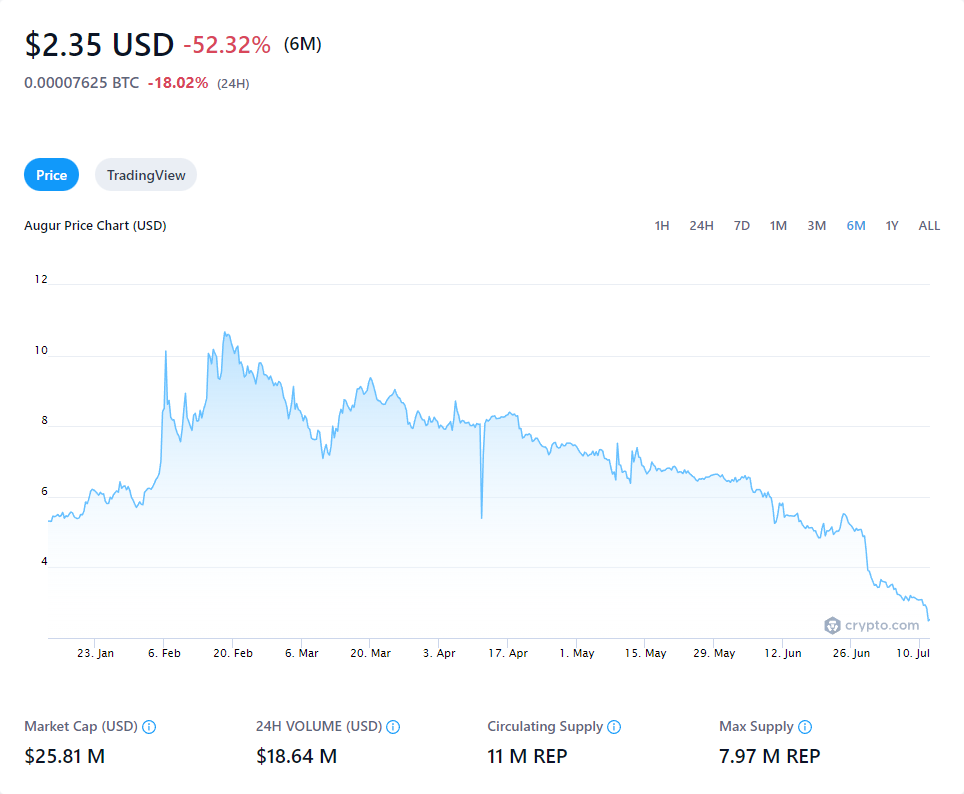 $2.35 USD -52.32% (6M)
0.00007625 BTC -18.02% (24H)
Price TradingView
Augur Price Chart (USD) 1H 24H 7D 1M 3M 6M 1Y ALL
12
10
8
6
4
crypto.com
23. Jan 6. Feb 20. Feb 6. Mar 20. Mar 3. Apr 17. Apr 1. May 15. May 29. May 12. Jun 26. Jun 10. Jul
Market Cap (USD) 24H VOLUME (USD) Circulating Supply Max Supply
$25.81 M $18.64 M 11 M REP 7.97 M REP